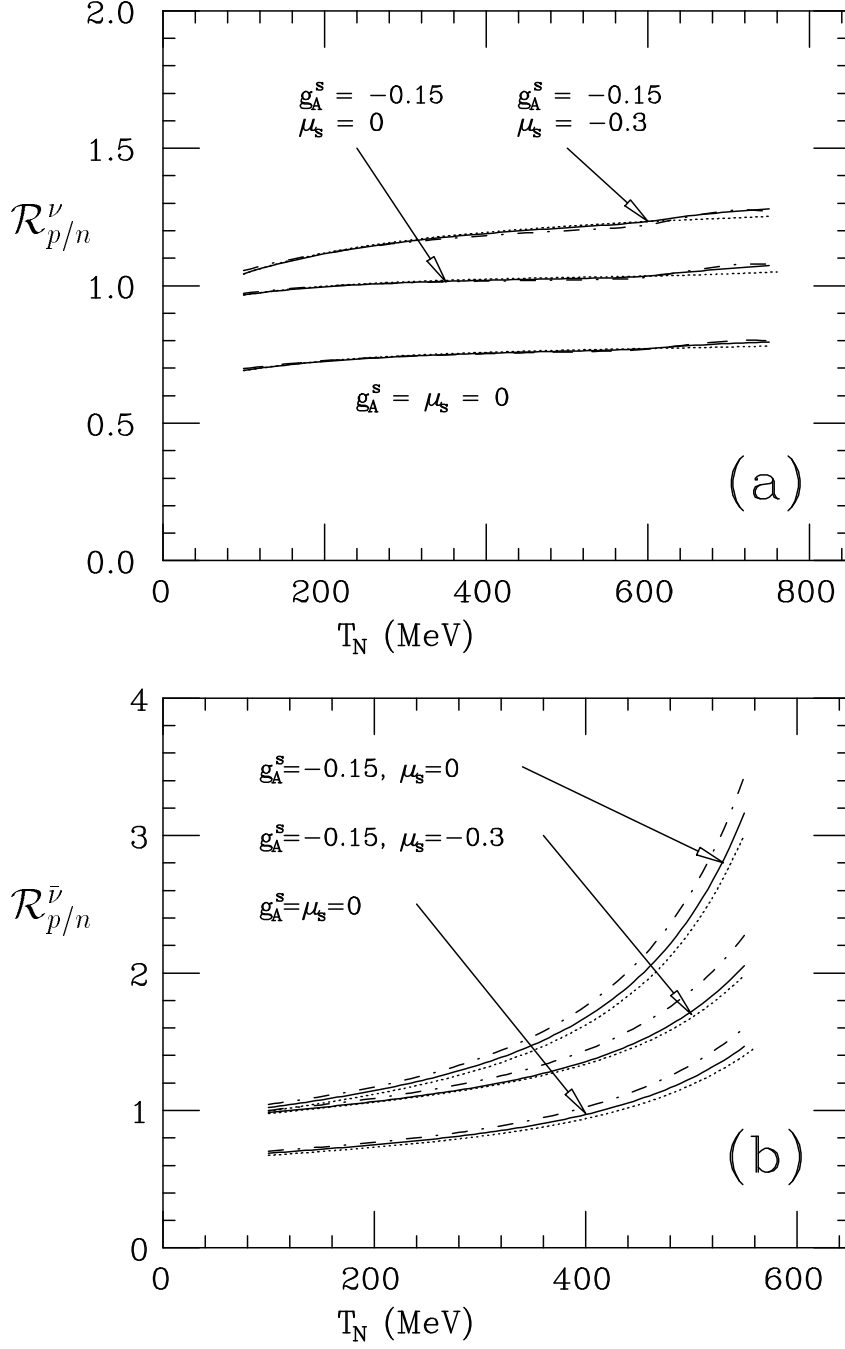 2.0
g_A^s = −0.15 g_A^s = −0.15
μ_s = 0 μ_s = −0.3
1.5
ℛ_{p/n}^ν
1.0
g_A^s = μ_s = 0
0.5
(a)
0.0
0 200 400 600 800
T_N (MeV)
4
g_A^s=−0.15, μ_s=0
3
g_A^s=−0.15, μ_s=−0.3
ℛ_{p/n}^{ν̄}
g_A^s=μ_s=0
2
1
(b)
0
0 200 400 600
T_N (MeV)